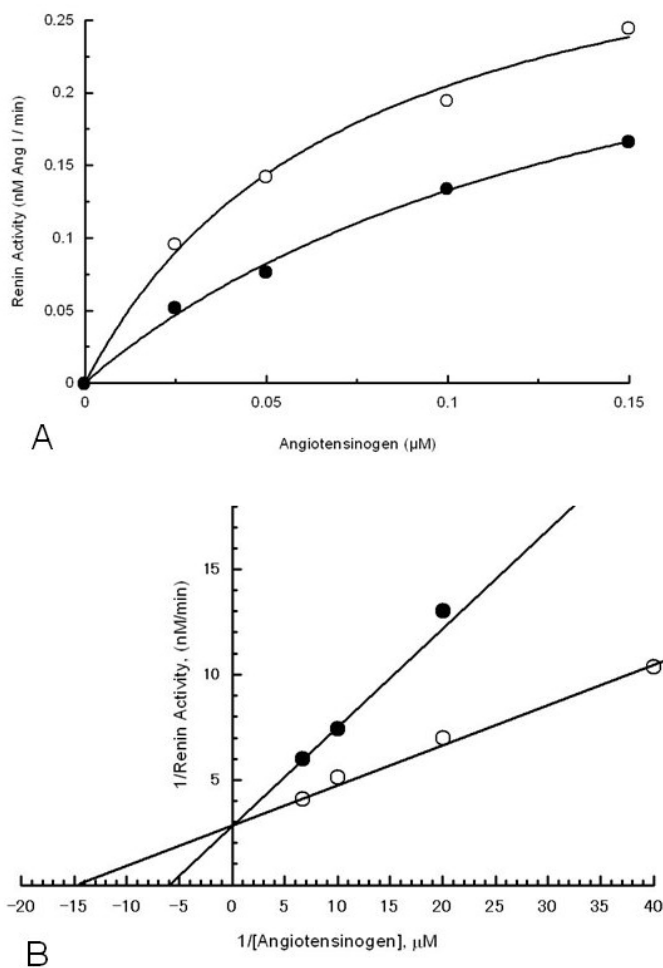 0.25
0.2
0.15
0.1
0.05
0
Renin Activity (nM Ang I / min)
0 0.05 0.1 0.15
Angiotensinogen (µM)
A
15
10
5
1/Renin Activity, (nM/min)
−20 −15 −10 −5 0 5 10 15 20 25 30 35 40
1/[Angiotensinogen], µM
B